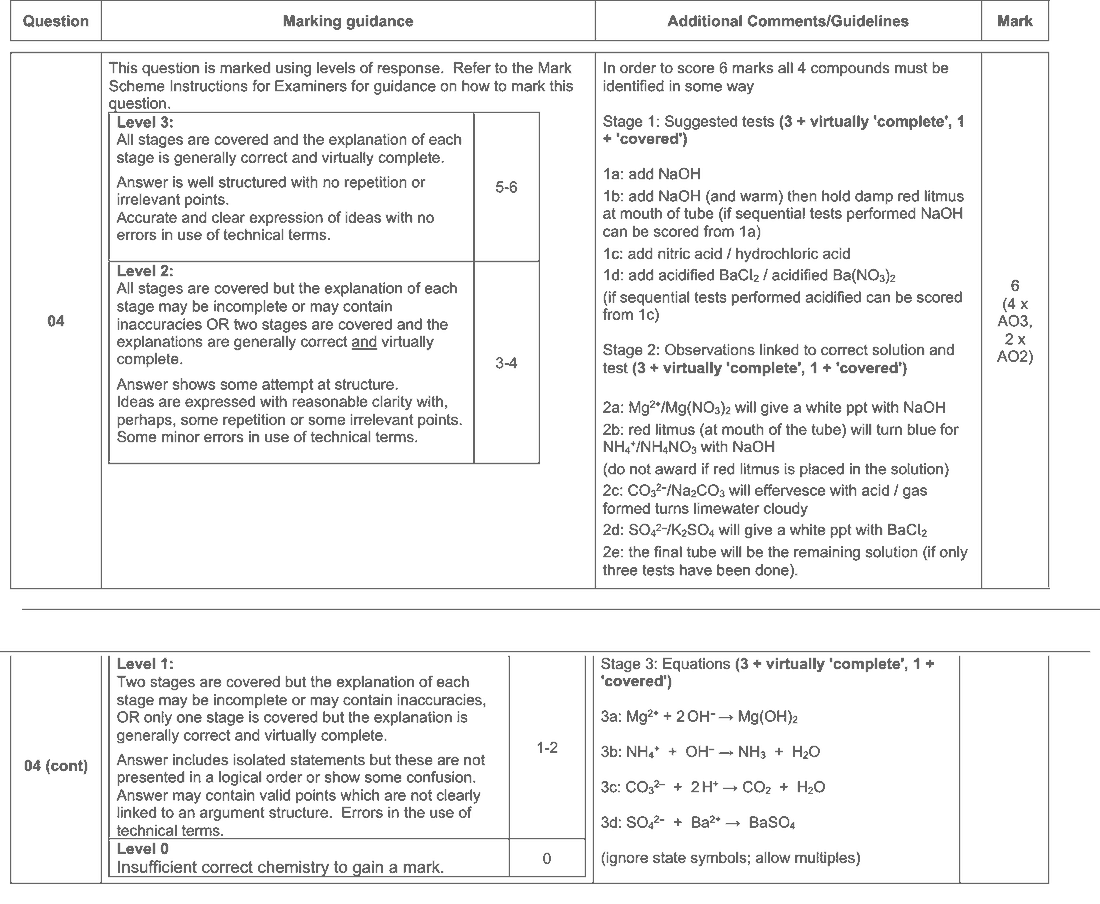 Question
Marking guidance
Additional Comments/Guidelines
Mark
04
This question is marked using levels of response. Refer to the Mark
Scheme Instructions for Examiners for guidance on how to mark this
question.
Level 3:
All stages are covered and the explanation of each
stage is generally correct and virtually complete.
Answer is well structured with no repetition or
irrelevant points.
Accurate and clear expression of ideas with no
errors in use of technical terms.
5-6
Level 2:
All stages are covered but the explanation of each
stage may be incomplete or may contain
inaccuracies OR two stages are covered and the
explanations are generally correct and virtually
complete.
Answer shows some attempt at structure.
Ideas are expressed with reasonable clarity with,
perhaps, some repetition or some irrelevant points.
Some minor errors in use of technical terms.
3-4
In order to score 6 marks all 4 compounds must be
identified in some way
Stage 1: Suggested tests (3 + virtually 'complete', 1
+ 'covered')
1a: add NaOH
1b: add NaOH (and warm) then hold damp red litmus
at mouth of tube (if sequential tests performed NaOH
can be scored from 1a)
1c: add nitric acid / hydrochloric acid
1d: add acidified BaCl₂ / acidified Ba(NO₃)₂
(if sequential tests performed acidified can be scored
from 1c)
Stage 2: Observations linked to correct solution and
test (3 + virtually 'complete', 1 + 'covered')
2a: Mg²⁺/Mg(NO₃)₂ will give a white ppt with NaOH
2b: red litmus (at mouth of the tube) will turn blue for
NH₄⁺/NH₄NO₃ with NaOH
(do not award if red litmus is placed in the solution)
2c: CO₃²⁻/Na₂CO₃ will effervesce with acid / gas
formed turns limewater cloudy
2d: SO₄²⁻/K₂SO₄ will give a white ppt with BaCl₂
2e: the final tube will be the remaining solution (if only
three tests have been done).
6
(4 x
AO3,
2 x
AO2)
04 (cont)
Level 1:
Two stages are covered but the explanation of each
stage may be incomplete or may contain inaccuracies,
OR only one stage is covered but the explanation is
generally correct and virtually complete.
Answer includes isolated statements but these are not
presented in a logical order or show some confusion.
Answer may contain valid points which are not clearly
linked to an argument structure. Errors in the use of
technical terms.
1-2
Level 0
Insufficient correct chemistry to gain a mark.
0
Stage 3: Equations (3 + virtually 'complete', 1 +
'covered')
3a: Mg²⁺ + 2 OH⁻ → Mg(OH)₂
3b: NH₄⁺ + OH⁻ → NH₃ + H₂O
3c: CO₃²⁻ + 2 H⁺ → CO₂ + H₂O
3d: SO₄²⁻ + Ba²⁺ → BaSO₄
(ignore state symbols; allow multiples)